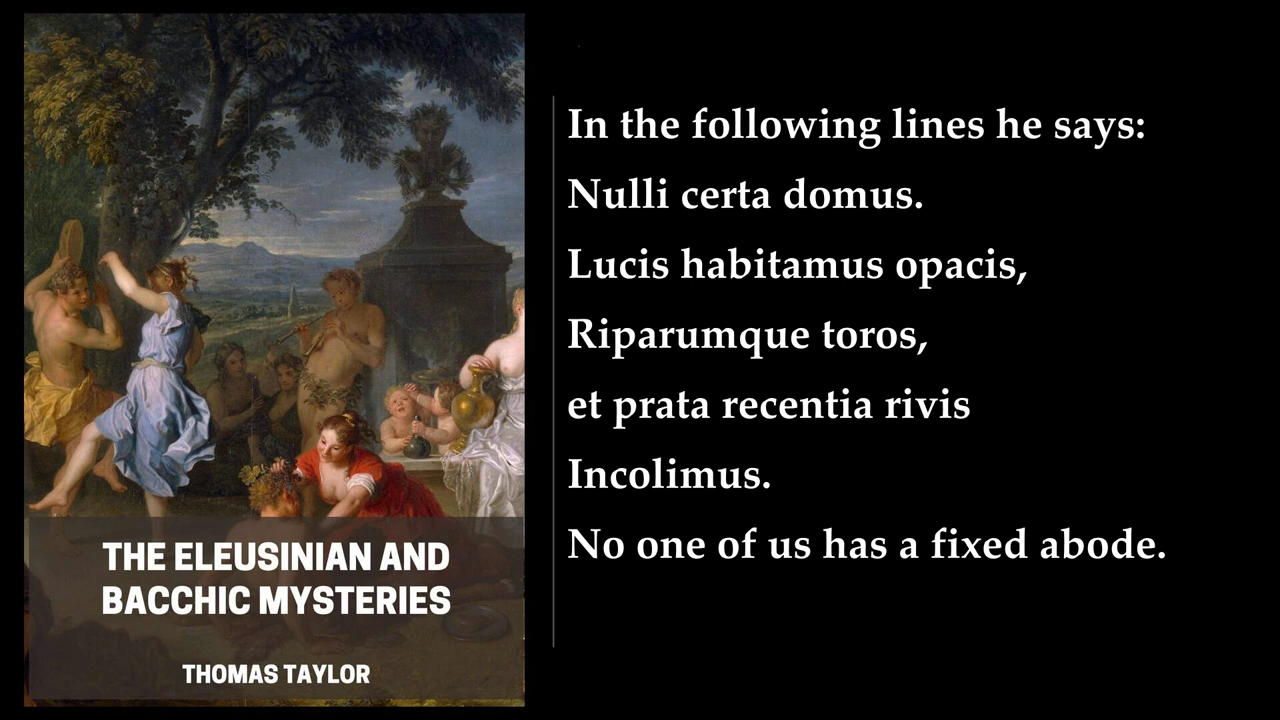 THE ELEUSINIAN AND
BACCHIC MYSTERIES
THOMAS TAYLOR
In the following lines he says:
Nulli certa domus.
Lucis habitamus opacis,
Riparumque toros,
et prata recentia rivis
Incolimus.
No one of us has a fixed abode.